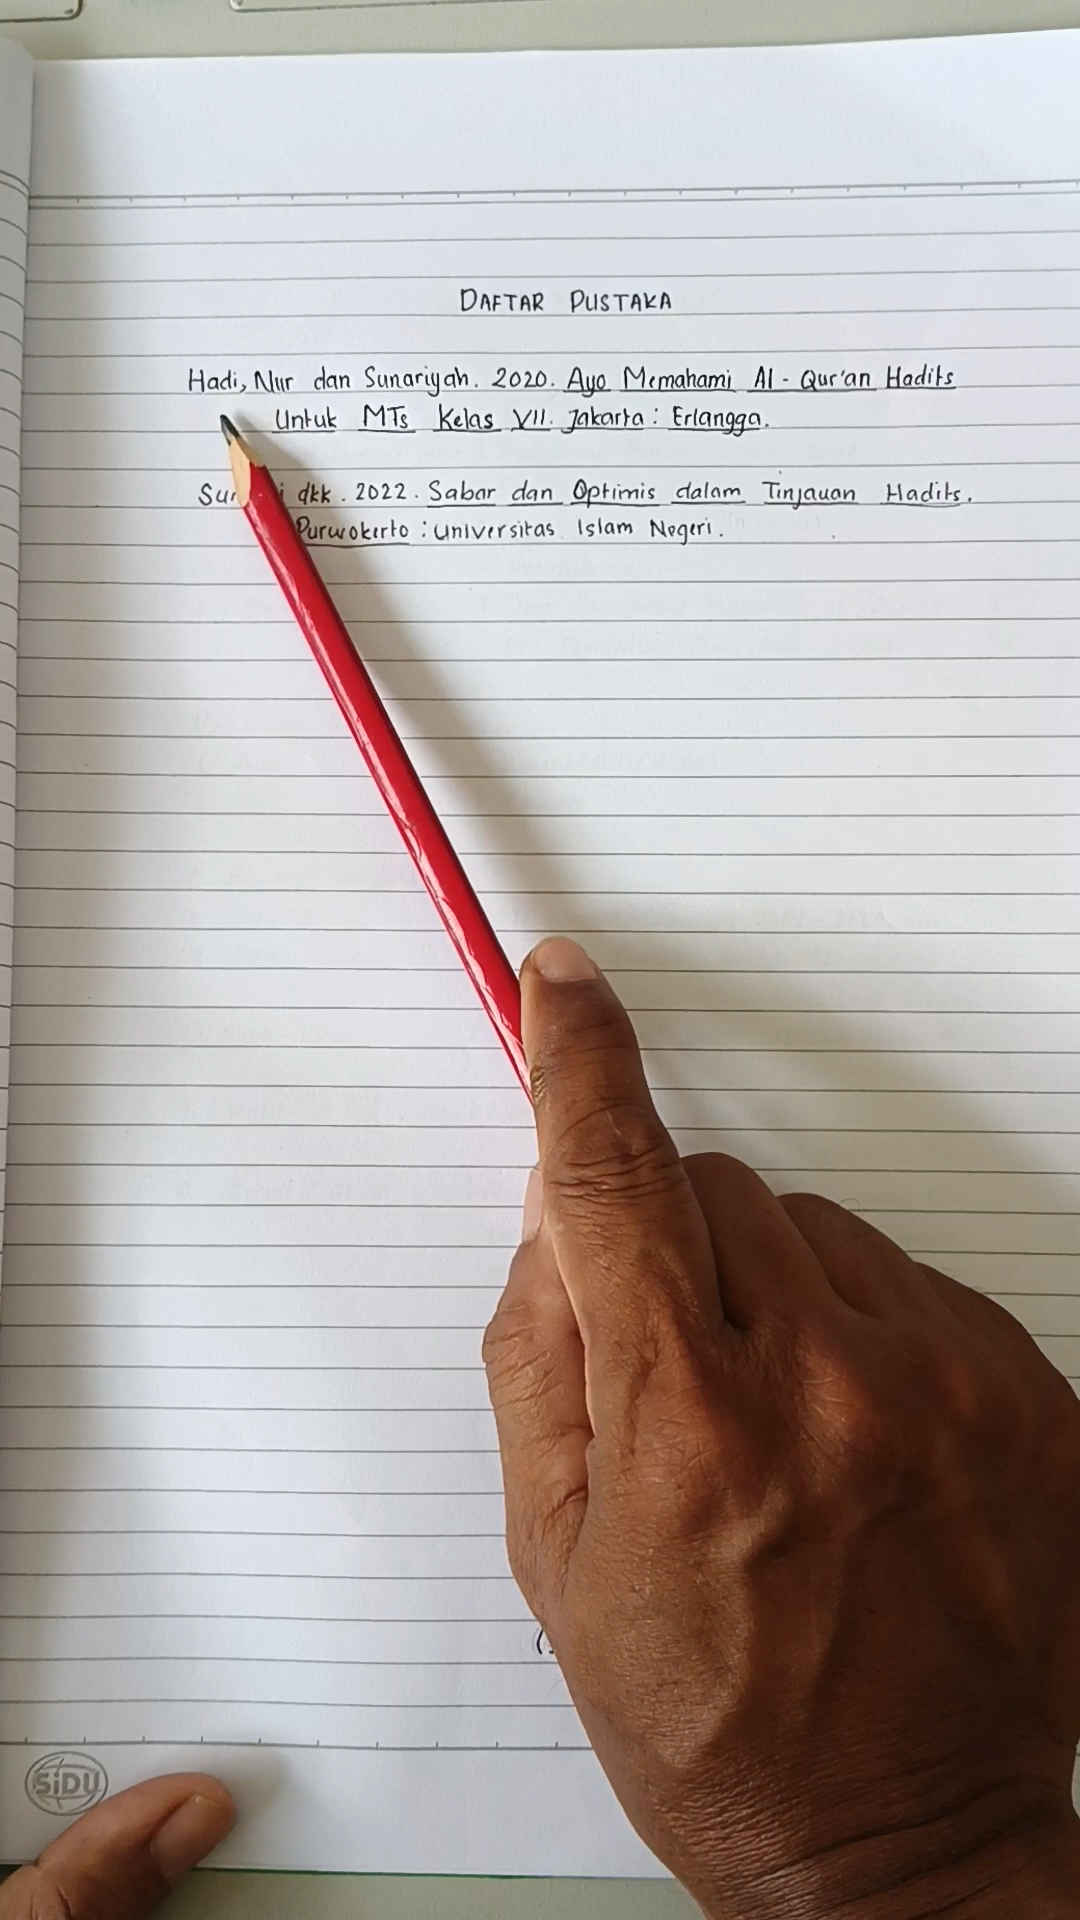 DAFTAR PUSTAKA
Hadi, Nur dan Sunariyah. 2020. Ayo Memahami Al - Qur'an Hadits
Untuk MTs Kelas VII. Jakarta : Erlangga.
dkk. 2022. Sabar dan Optimis dalam Tinjauan Hadits.
Purwokerto : Universitas Islam Negeri.
SiDU